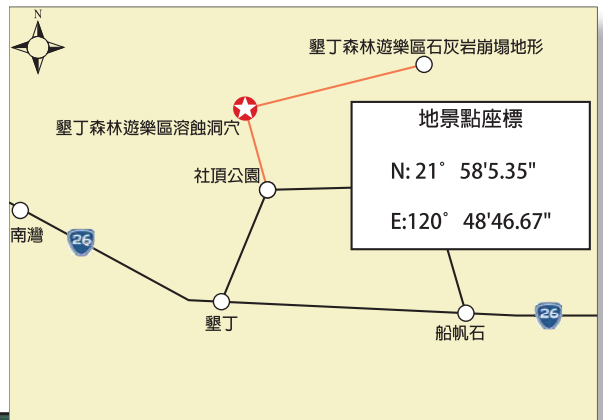 N
墾丁森林遊樂區石灰岩崩塌地形
墾丁森林遊樂區溶蝕洞穴
地景點座標
N: 21° 58'5.35"
E:120° 48'46.67"
社頂公園
南灣
26
墾丁
船帆石
26